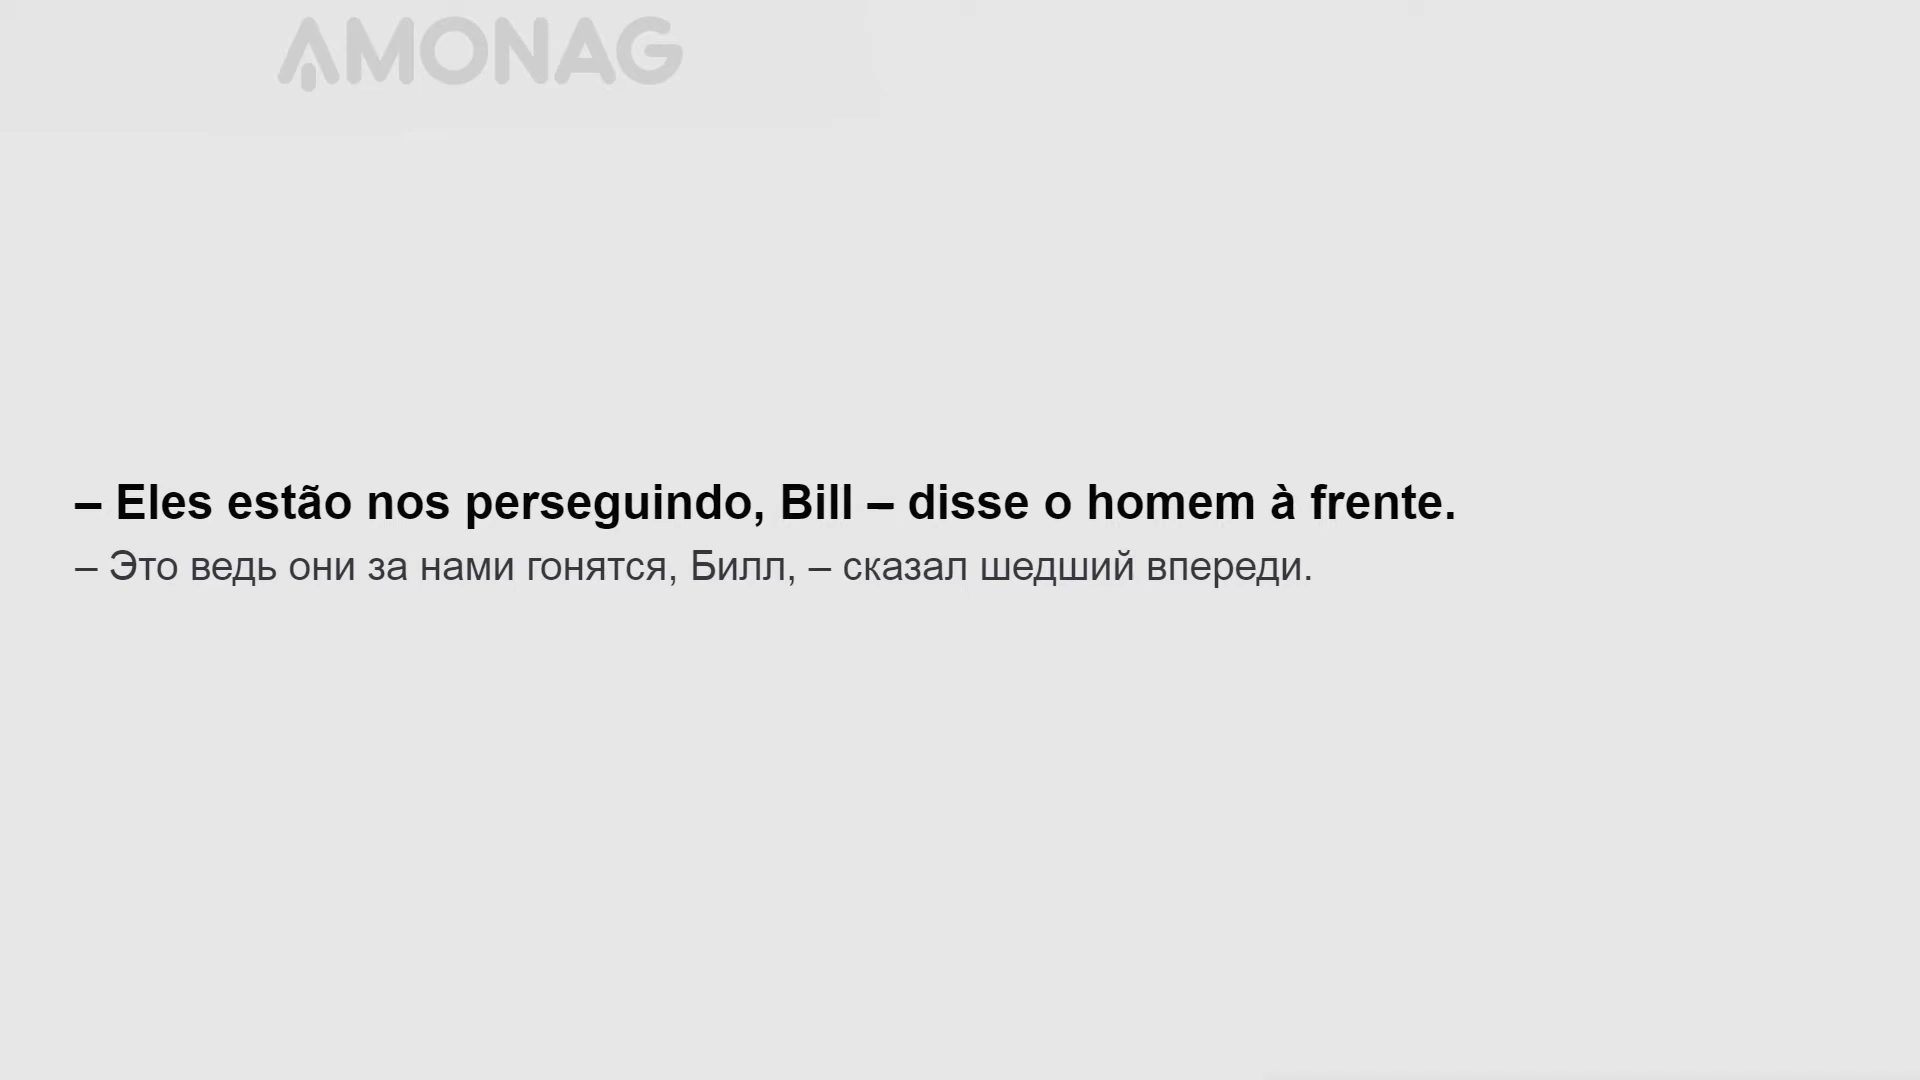 AMONAG
– Eles estão nos perseguindo, Bill – disse o homem à frente.
– Это ведь они за нами гонятся, Билл, – сказал шедший впереди.